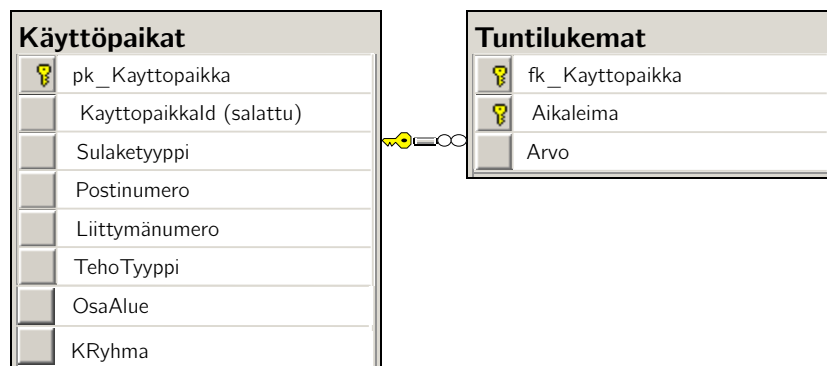 Käyttöpaikat
pk_Kayttopaikka
KayttopaikkaId (salattu)
Sulaketyyppi
Postinumero
Liittymänumero
TehoTyyppi
OsaAlue
KRyhma
Tuntilukemat
fk_Kayttopaikka
Aikaleima
Arvo